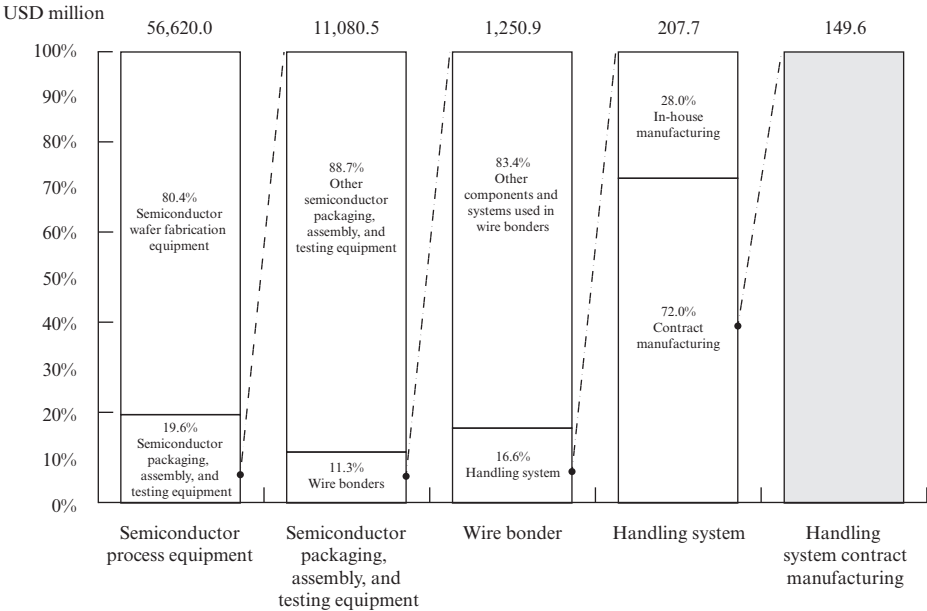 USD million
56,620.0
11,080.5
1,250.9
207.7
149.6
100%
90%
80%
70%
60%
50%
40%
30%
20%
10%
0%
80.4%
Semiconductor
wafer fabrication
equipment
19.6%
Semiconductor
packaging,
assembly, and
testing equipment
88.7%
Other
semiconductor
packaging,
assembly, and
testing equipment
11.3%
Wire bonders
83.4%
Other
components and
systems used in
wire bonders
16.6%
Handling system
28.0%
In-house
manufacturing
72.0%
Contract
manufacturing
Semiconductor
process equipment
Semiconductor
packaging,
assembly, and
testing equipment
Wire bonder
Handling system
Handling
system contract
manufacturing